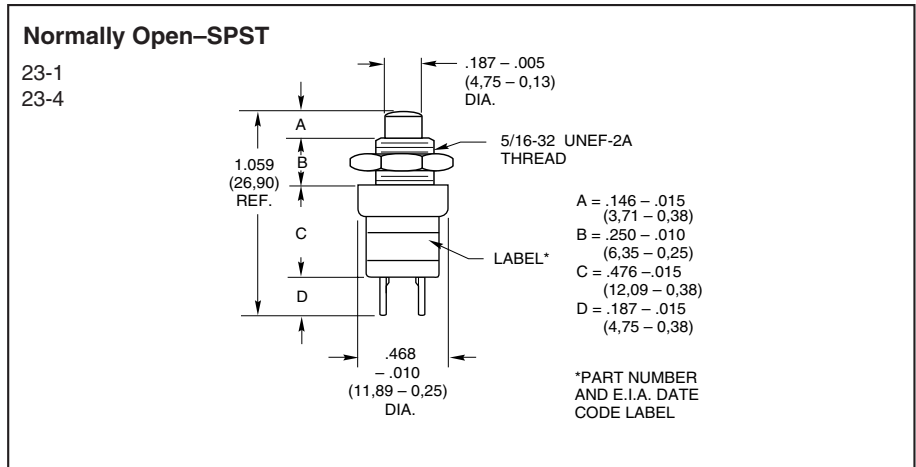 Normally Open–SPST
23-1
23-4
.187 – .005
(4,75 – 0,13)
DIA.
A
5/16-32 UNEF-2A
THREAD
1.059
(26,90)
REF.
B
A = .146 – .015
(3,71 – 0,38)
B = .250 – .010
(6,35 – 0,25)
C = .476 –.015
(12,09 – 0,38)
D = .187 – .015
(4,75 – 0,38)
C
LABEL*
D
.468
– .010
(11,89 – 0,25)
DIA.
*PART NUMBER
AND E.I.A. DATE
CODE LABEL